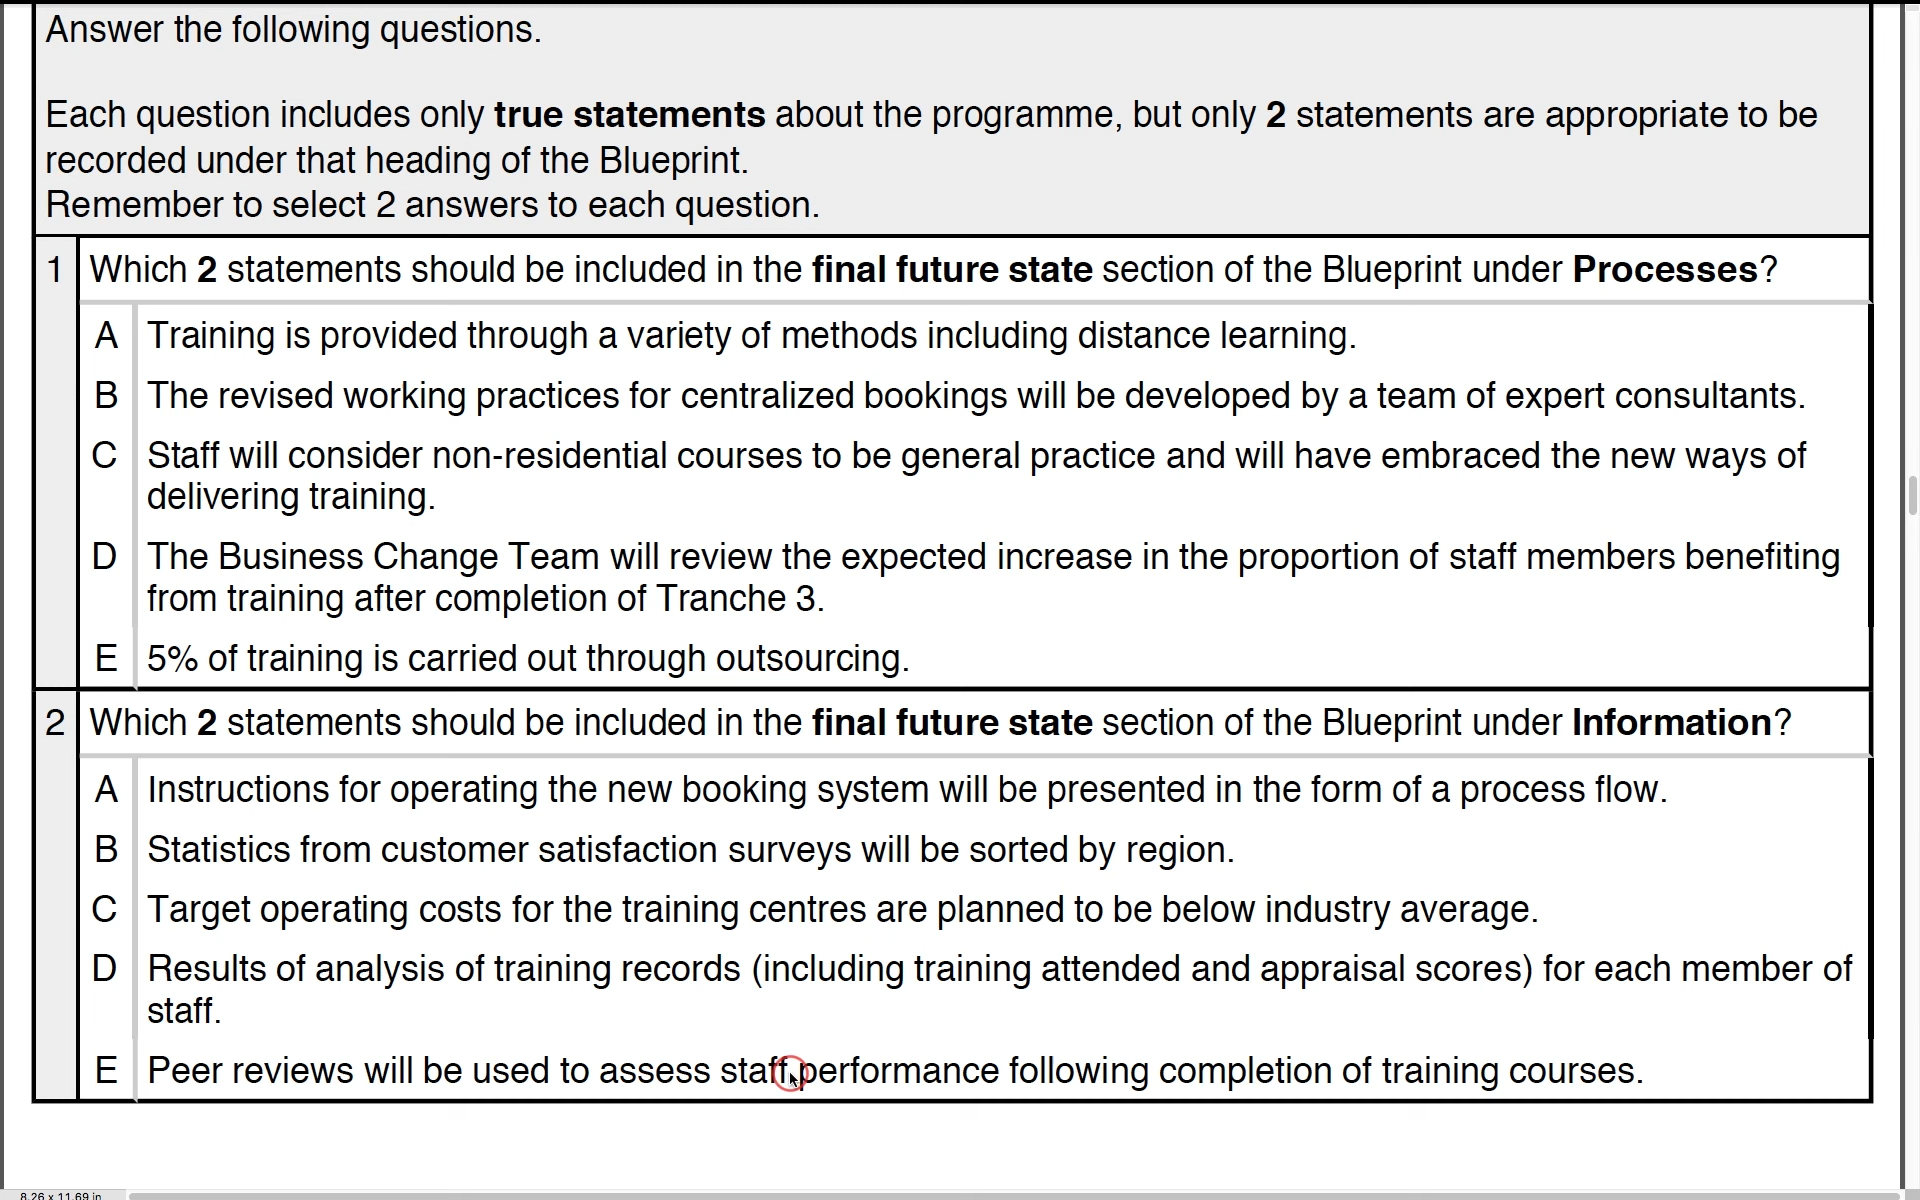 Answer the following questions.
Each question includes only true statements about the programme, but only 2 statements are appropriate to be
recorded under that heading of the Blueprint.
Remember to select 2 answers to each question.
1 Which 2 statements should be included in the final future state section of the Blueprint under Processes?
A Training is provided through a variety of methods including distance learning.
B The revised working practices for centralized bookings will be developed by a team of expert consultants.
C Staff will consider non-residential courses to be general practice and will have embraced the new ways of
delivering training.
D The Business Change Team will review the expected increase in the proportion of staff members benefiting
from training after completion of Tranche 3.
E 5% of training is carried out through outsourcing.
2 Which 2 statements should be included in the final future state section of the Blueprint under Information?
A Instructions for operating the new booking system will be presented in the form of a process flow.
B Statistics from customer satisfaction surveys will be sorted by region.
C Target operating costs for the training centres are planned to be below industry average.
D Results of analysis of training records (including training attended and appraisal scores) for each member of
staff.
E Peer reviews will be used to assess staff performance following completion of training courses.
8.26 x 11.69 in